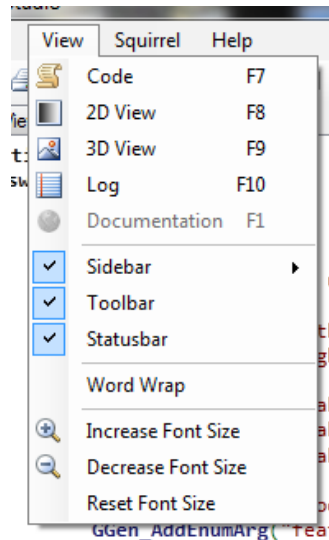 View Squirrel Help
Code F7
2D View F8
3D View F9
Log F10
Documentation F1
Sidebar
Toolbar
Statusbar
Word Wrap
Increase Font Size
Decrease Font Size
Reset Font Size
GGen_AddEnumArg("fea